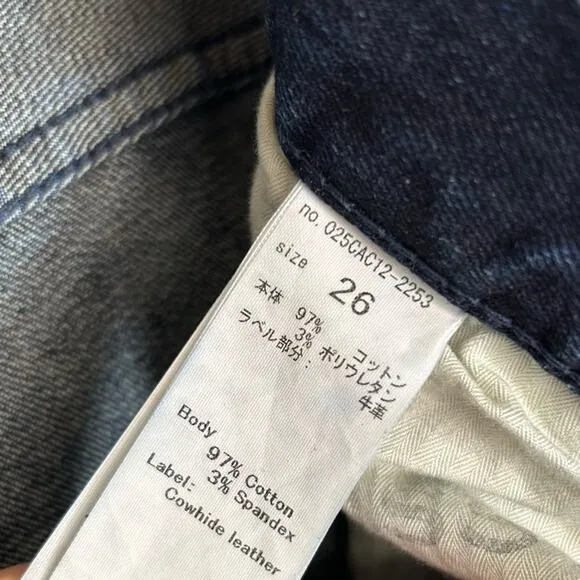 no. 025CAC12-2253
size
26
本体 97% コットン
3% ポリウレタン
ラベル部分: 牛革
Body
97% Cotton
3% Spandex
Label:
Cowhide leather